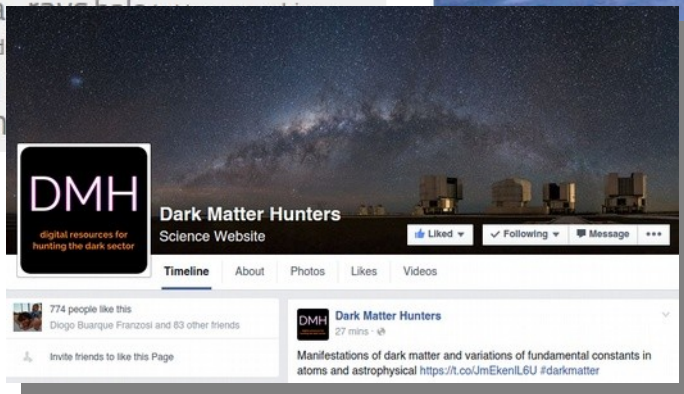 rays
DMH
digital resources for
hunting the dark sector
Dark Matter Hunters
Science Website
Liked
Following
Message
Timeline
About
Photos
Likes
Videos
774 people like this
Diogo Buarque Franzosi and 83 other friends
Invite friends to like this Page
DMH
Dark Matter Hunters
27 mins ·
Manifestations of dark matter and variations of fundamental constants in
atoms and astrophysical https://t.co/JmEkenlL6U #darkmatter